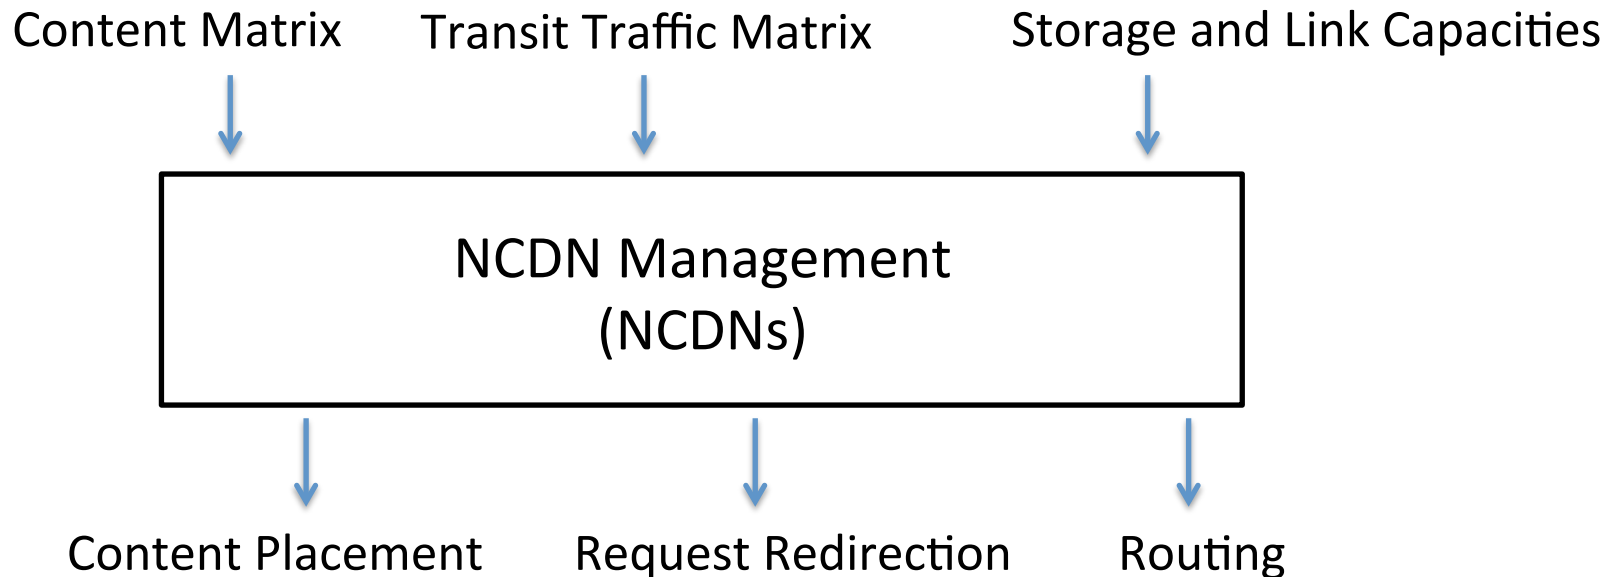 Content Matrix
Transit Traffic Matrix
Storage and Link Capacities
NCDN Management
(NCDNs)
Content Placement
Request Redirection
Routing